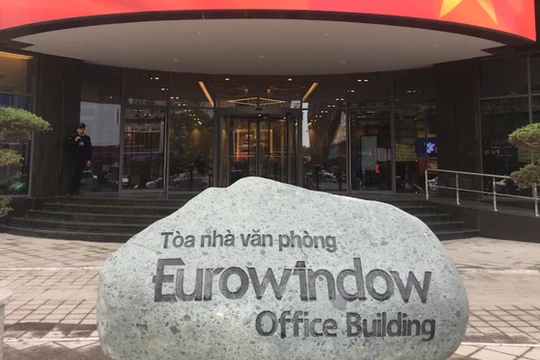 Tòa nhà văn phòng
Eurowindow
Office Building